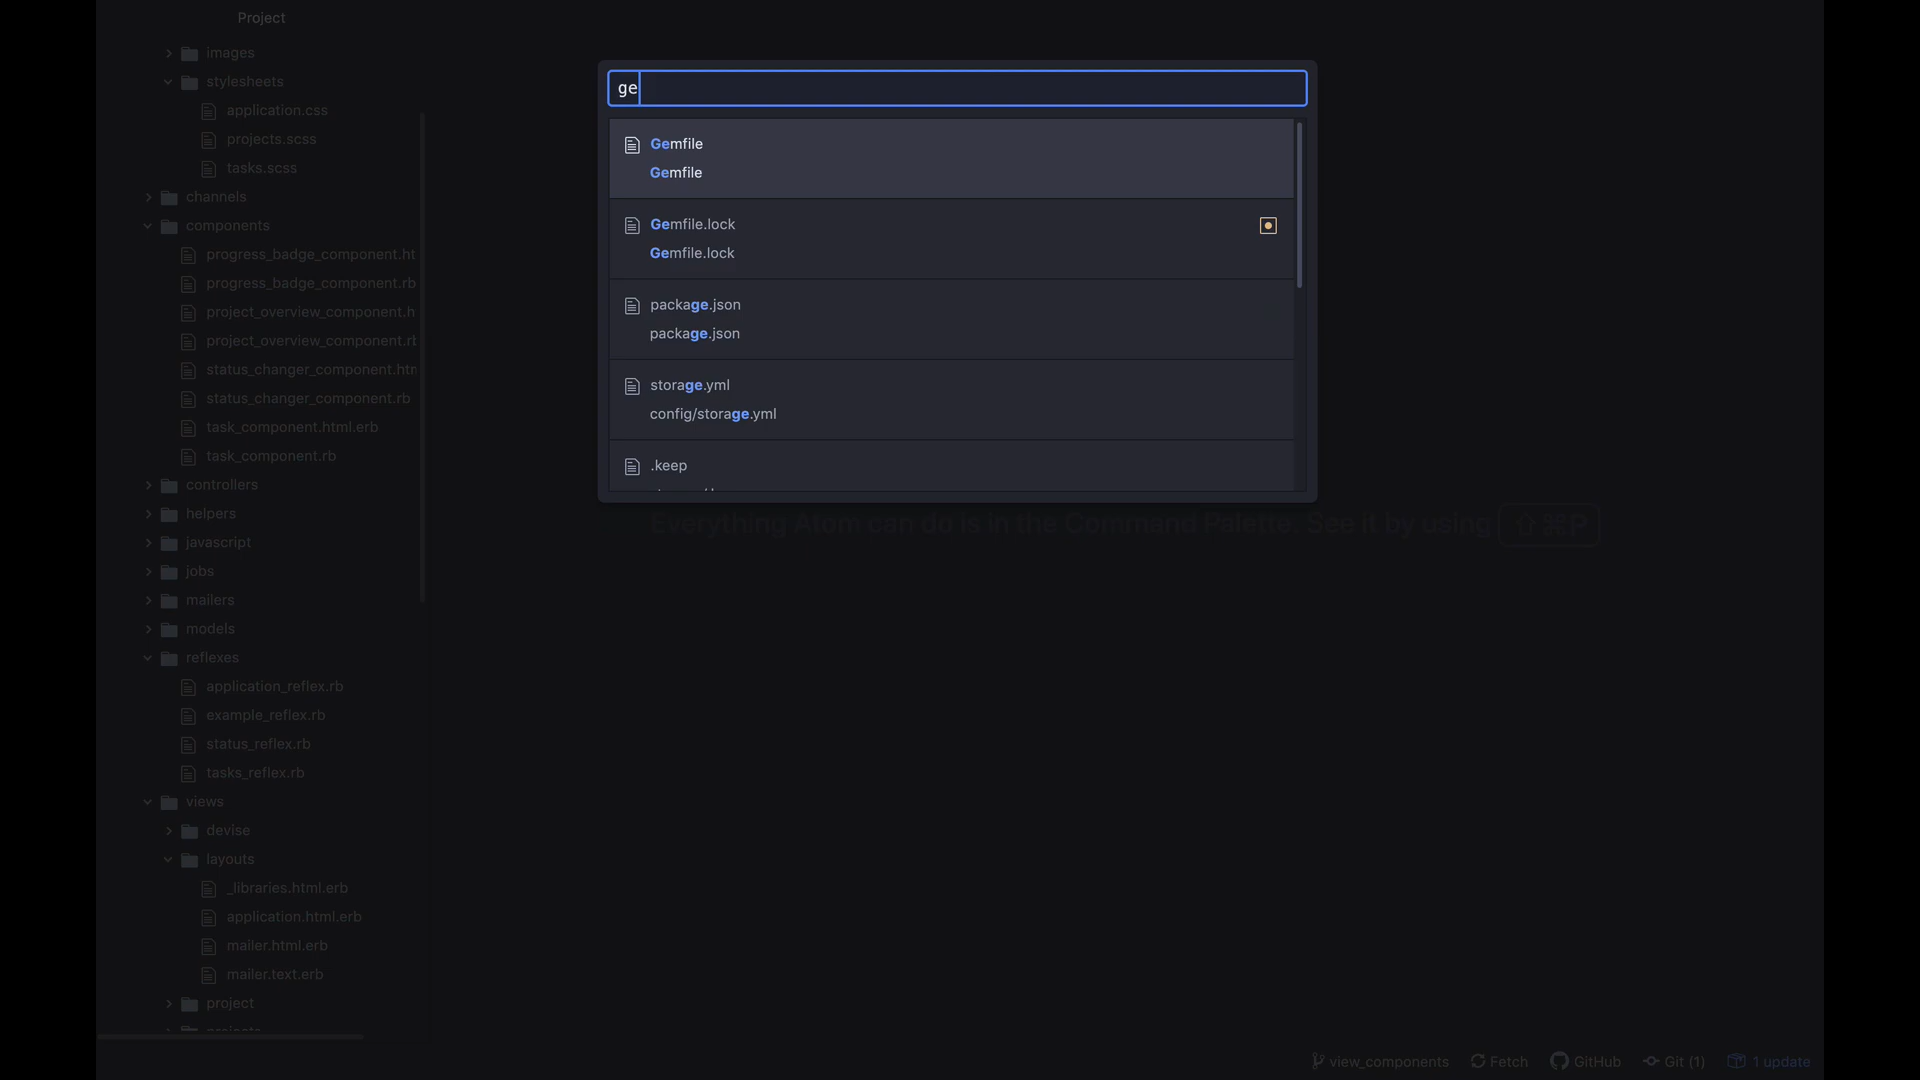 Project
images
stylesheets
application.css
projects.scss
tasks.scss
channels
components
progress_badge_component.ht
progress_badge_component.rb
project_overview_component.h
project_overview_component.rb
status_changer_component.htm
status_changer_component.rb
task_component.html.erb
task_component.rb
controllers
helpers
javascript
jobs
mailers
models
reflexes
application_reflex.rb
example_reflex.rb
status_reflex.rb
tasks_reflex.rb
views
devise
layouts
_libraries.html.erb
application.html.erb
mailer.html.erb
mailer.text.erb
project
ge
Gemfile
Gemfile
Gemfile.lock
Gemfile.lock
package.json
package.json
storage.yml
config/storage.yml
.keep
Everything Atom can do is in the Command Palette. See it by using ⇧⌘P
view_components Fetch GitHub Git (1) 1 update